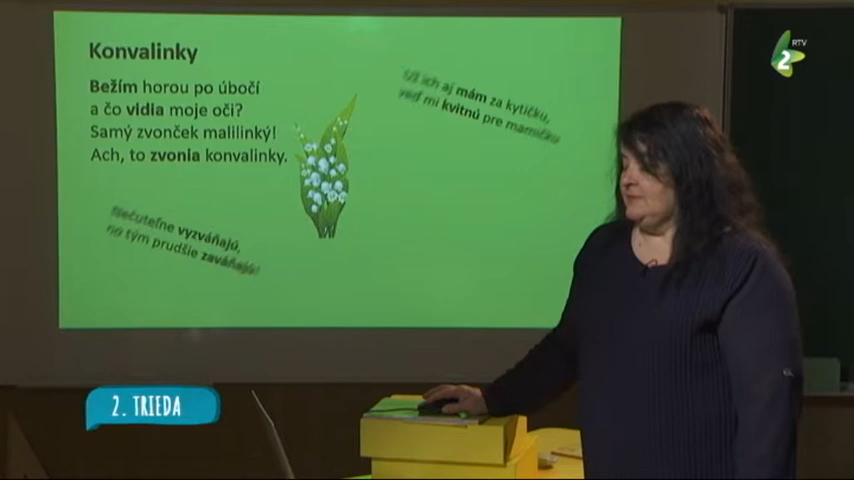 Konvalinky
Bežím horou po úbočí
a čo vidia moje oči?
Samý zvonček malilinký!
Ach, to zvonia konvalinky.
Už ich aj mám za kytičku,
veď mi kvitnú pre mamičku
Nečuteľne vyzváňajú,
no tým prudšie zaváňajú!
RTV
2
2. TRIEDA